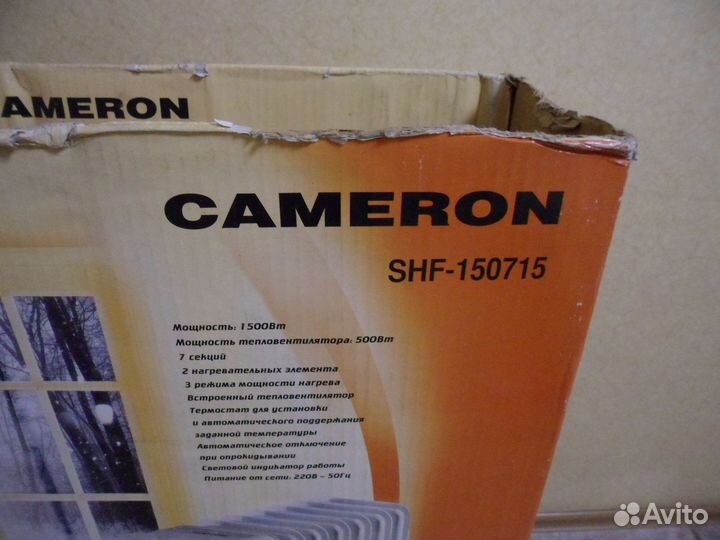 CAMERON
CAMERON
SHF-150715
Мощность: 1500Вт
Мощность тепловентилятора: 500Вт
7 секций
2 нагревательных элемента
3 режима мощности нагрева
Встроенный тепловентилятор
Термостат для установки
и автоматического поддержания
заданной температуры
Автоматическое отключение
при опрокидывании
Световой индикатор работы
Питание от сети: 220В ~ 50Гц
Avito